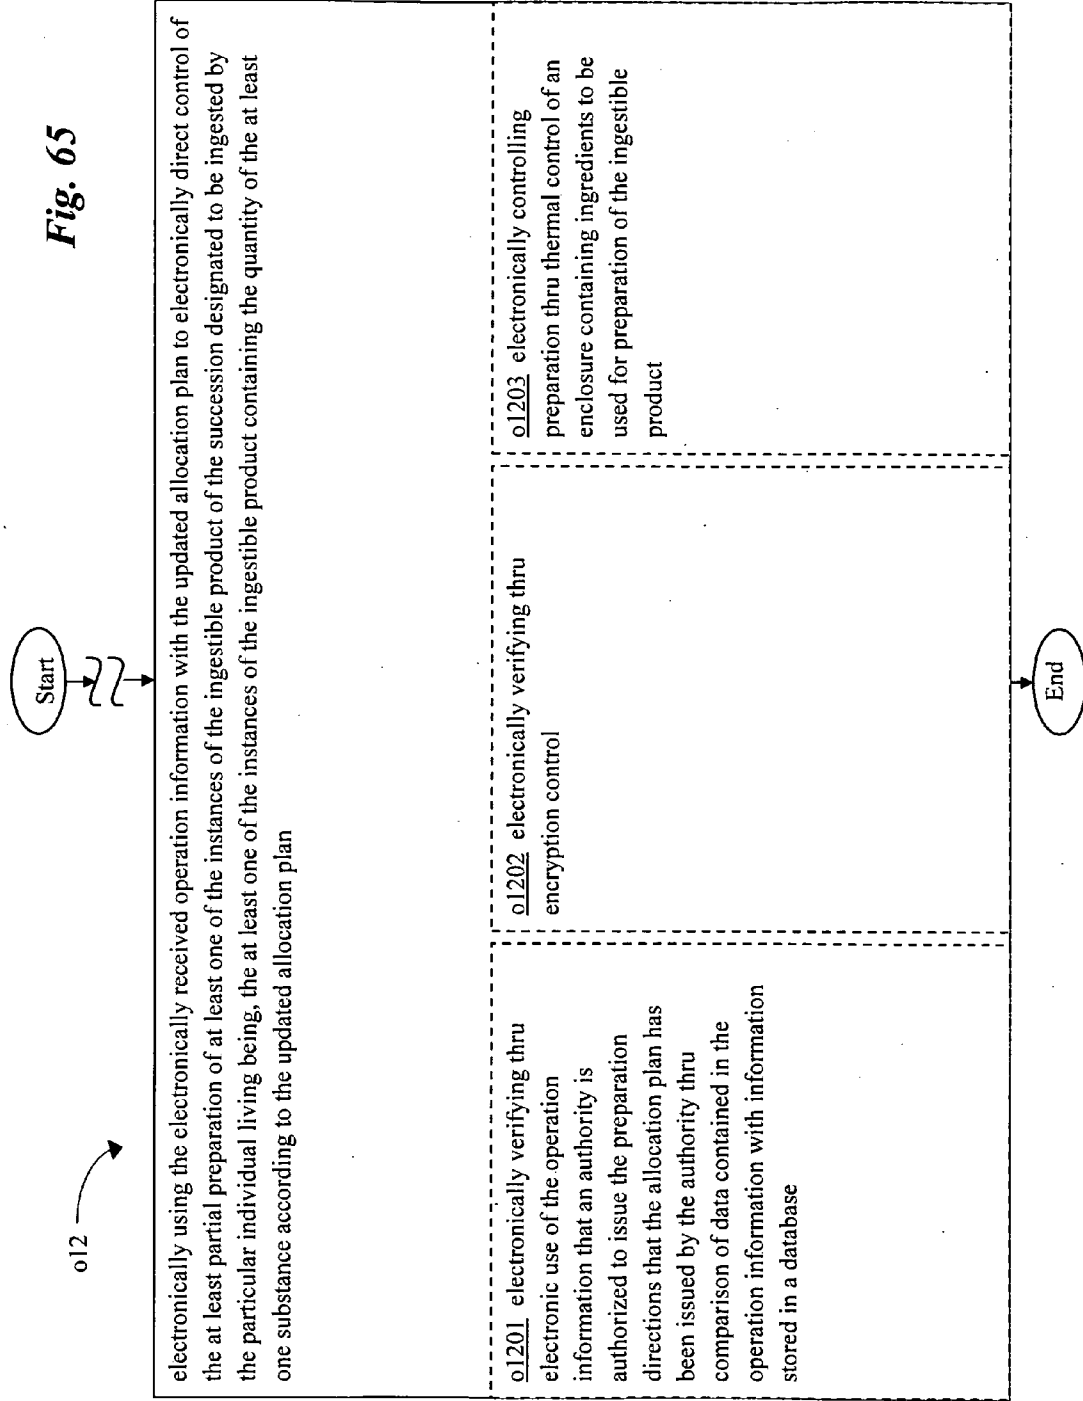 Fig. 65
Start
o12
electronically using the electronically received operation information with the updated allocation plan to electronically direct control of
the at least partial preparation of at least one of the instances of the ingestible product of the succession designated to be ingested by
the particular individual living being, the at least one of the instances of the ingestible product containing the quantity of the at least
one substance according to the updated allocation plan
o1201 electronically verifying thru
electronic use of the operation
information that an authority is
authorized to issue the preparation
directions that the allocation plan has
been issued by the authority thru
comparison of data contained in the
operation information with information
stored in a database
o1202 electronically verifying thru
encryption control
o1203 electronically controlling
preparation thru thermal control of an
enclosure containing ingredients to be
used for preparation of the ingestible
product
End